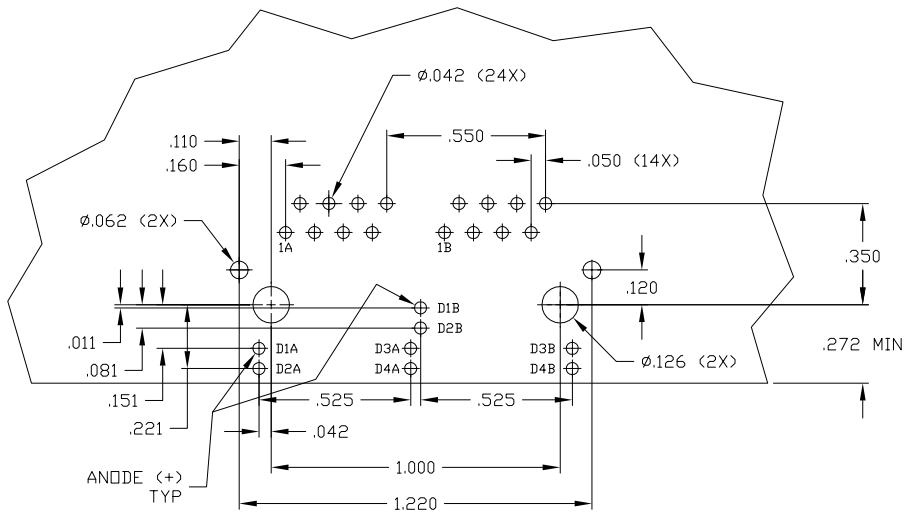 Ø.042 (24X)
.110
.550
.160
.050 (14X)
Ø.062 (2X)
1A
1B
.350
.120
D1B
.011
D2B
.272 MIN
D1A
D3A
D3B
Ø.126 (2X)
.081
D2A
D4A
D4B
.151
.525
.525
.221
.042
ANODE (+)
TYP
1.000
1.220